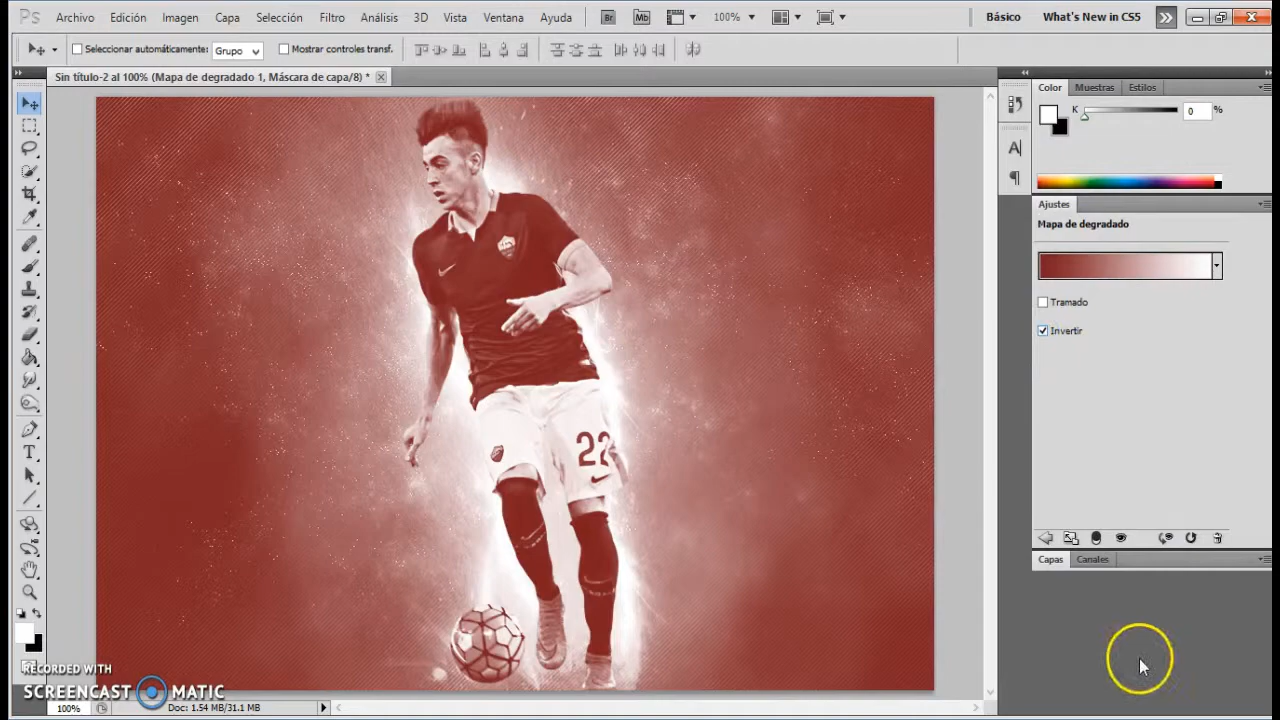 Ps Archivo Edición Imagen Capa Selección Filtro Análisis 3D Vista Ventana Ayuda Br Mb 100% Básico What's New in CS5
Seleccionar automáticamente: Grupo Mostrar controles transf.
Sin título-2 al 100% (Mapa de degradado 1, Máscara de capa/8) *
Color Muestras Estilos
K 0 %
Ajustes
Mapa de degradado
Tramado
Invertir
22
Capas Canales
RECORDED WITH
SCREENCAST MATIC
100% Doc: 1.54 MB/31.1 MB